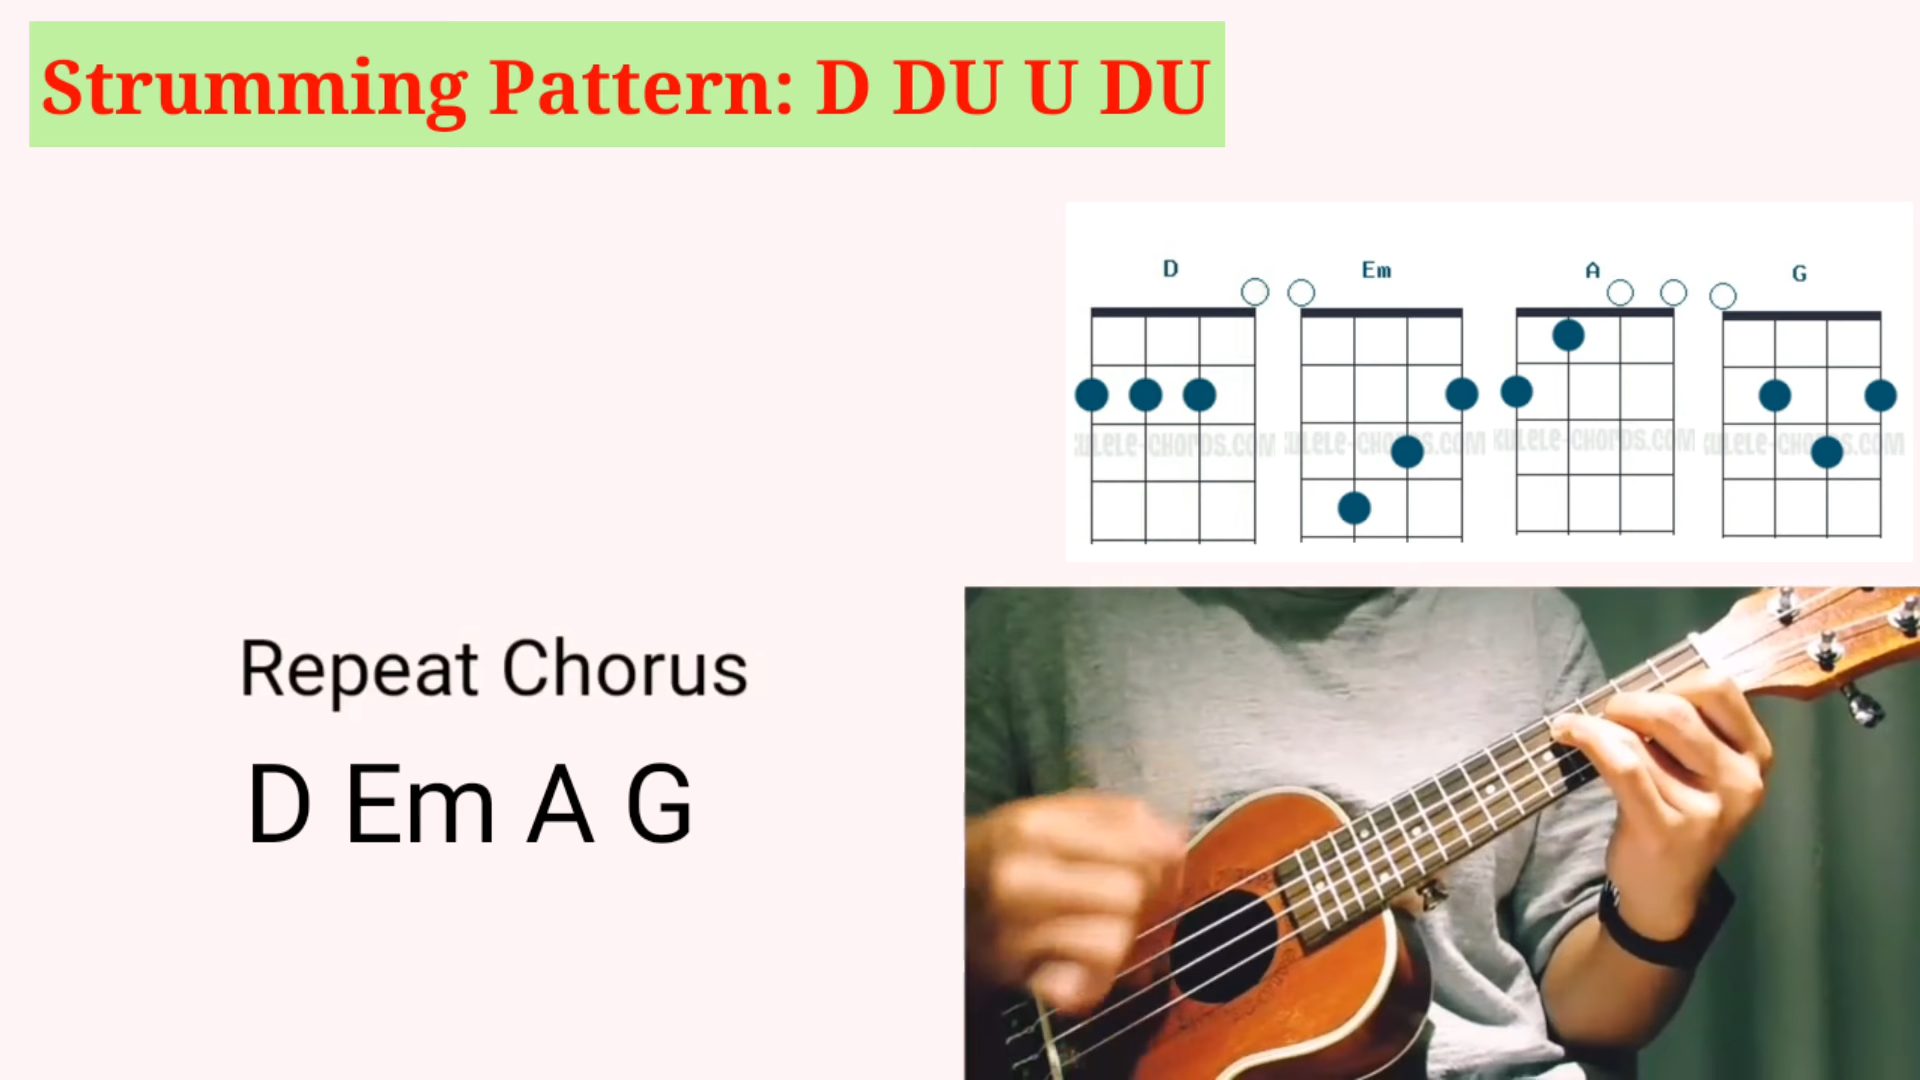 Strumming Pattern: D DU U DU
D Em A G
Repeat Chorus
D Em A G